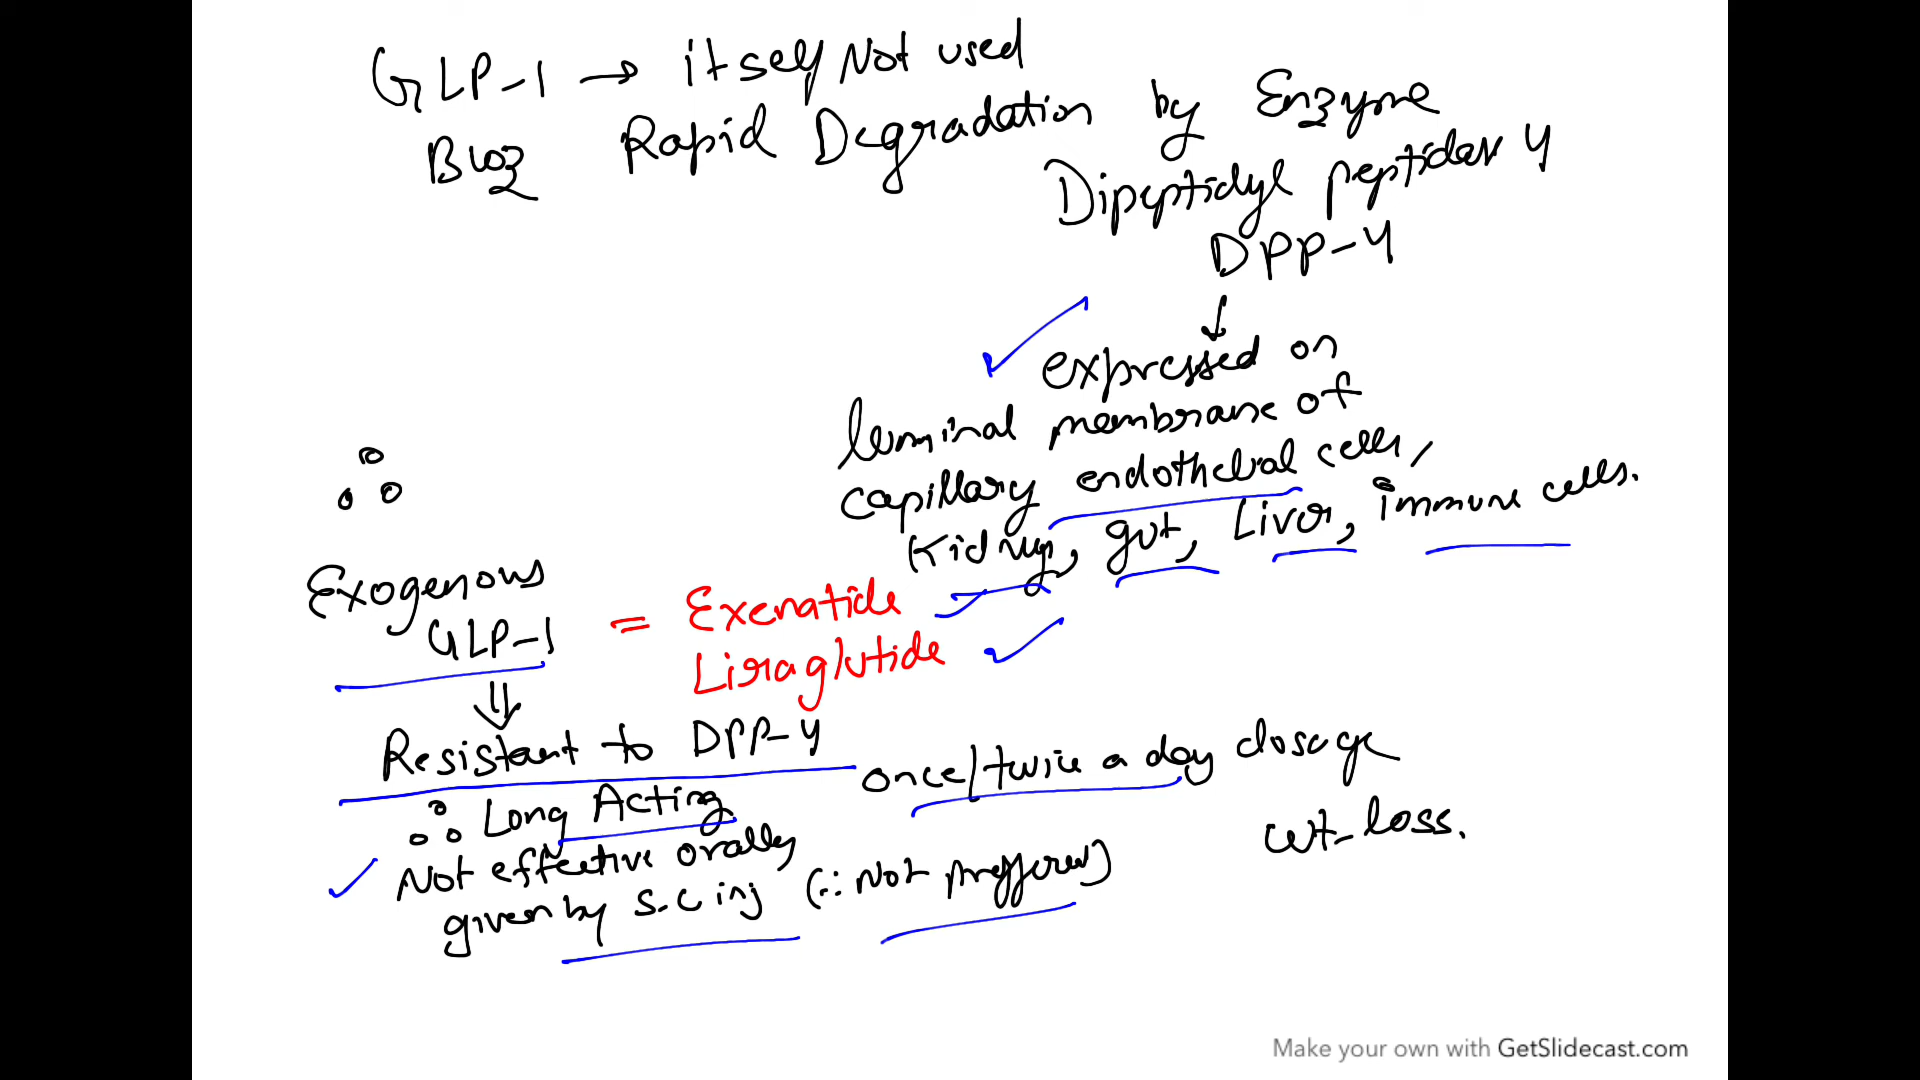 GLP-1 → itself Not used
Bcoz Rapid Degradation by Enzyme
Dipeptidyl peptidase 4
DPP-4
↓
expressed on
luminal membrane of
capillary endothelial cells,
Kidney, gut, Liver, immune cells.
∴
Exogenous
GLP-1 = Exenatide
Liraglutide
⇓
Resistant to DPP-4
∴ Long Acting once/twice a day dosage
wt-loss.
Not effective orally
given by S.C inj (∴ Not preffered)
Make your own with GetSlidecast.com